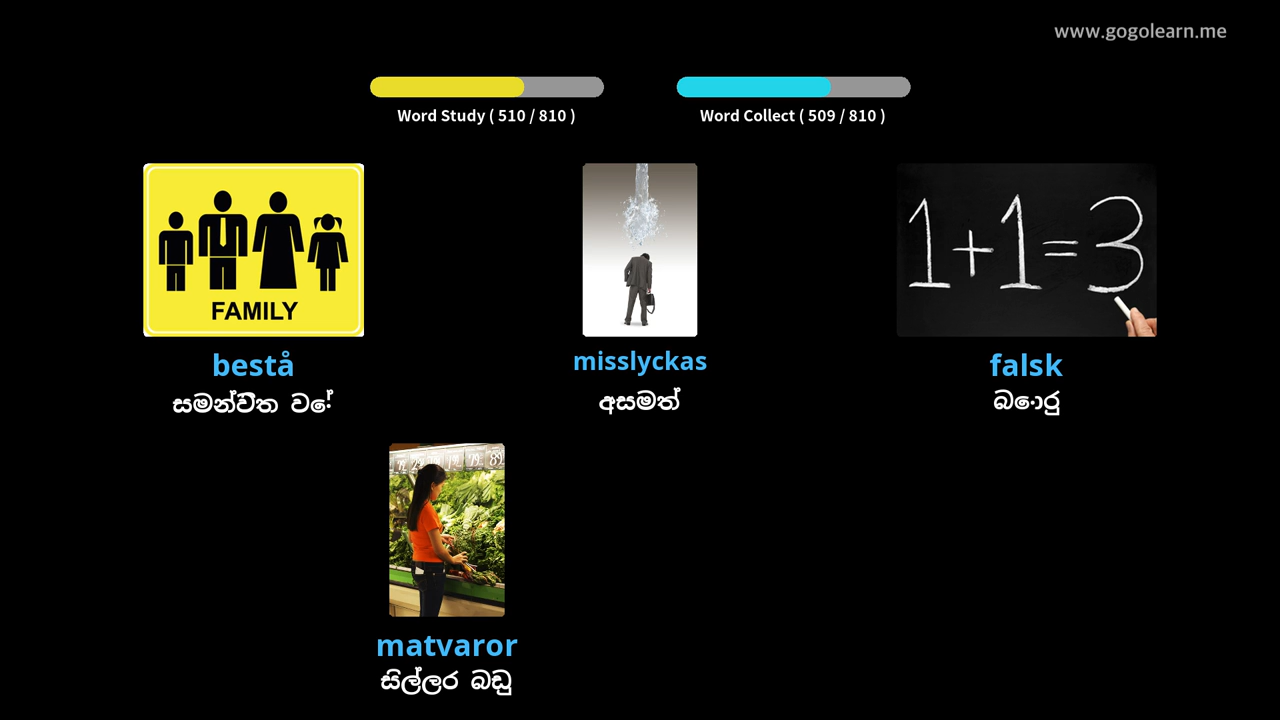 www.gogolearn.me
Word Study ( 510 / 810 )
Word Collect ( 509 / 810 )
FAMILY
1+1=3
bestå
misslyckas
falsk
සමන්විත වේ.
අසමත්
බොරු
matvaror
සිල්ලර බඩු